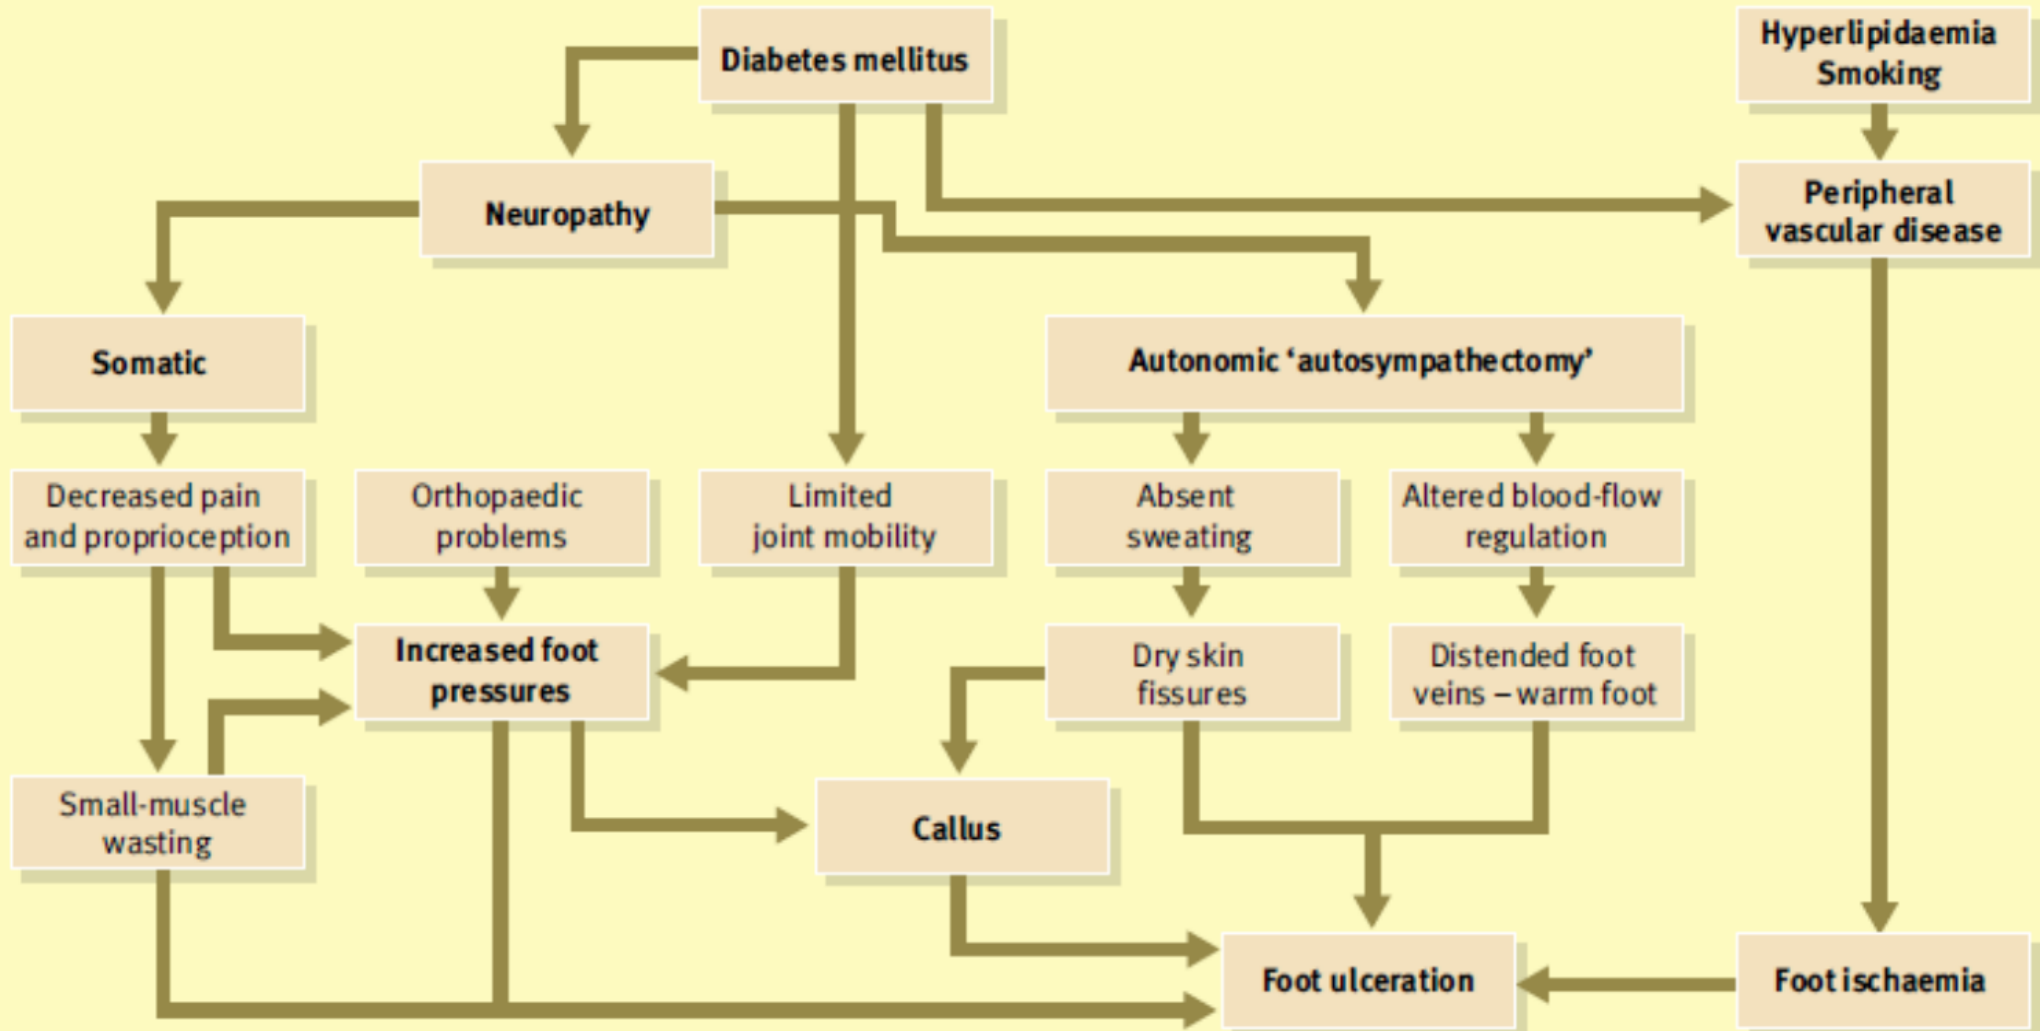 Diabetes mellitus
Hyperlipidaemia
Smoking
Neuropathy
Peripheral
vascular disease
Somatic
Autonomic ‘autosympathectomy’
Decreased pain
and proprioception
Orthopaedic
problems
Limited
joint mobility
Absent
sweating
Altered blood-flow
regulation
Increased foot
pressures
Dry skin
fissures
Distended foot
veins – warm foot
Small-muscle
wasting
Callus
Foot ulceration
Foot ischaemia